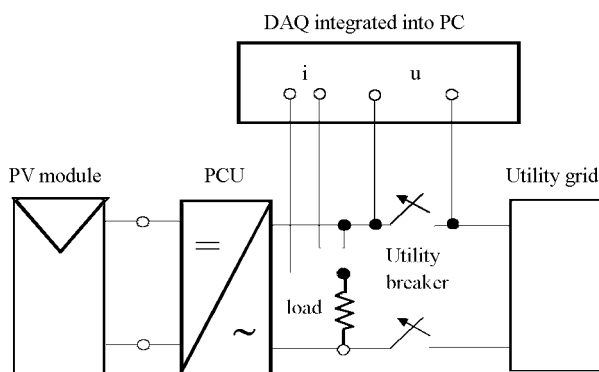 DAQ integrated into PC
i u
PV module PCU Utility grid
=
Utility
breaker
load
~